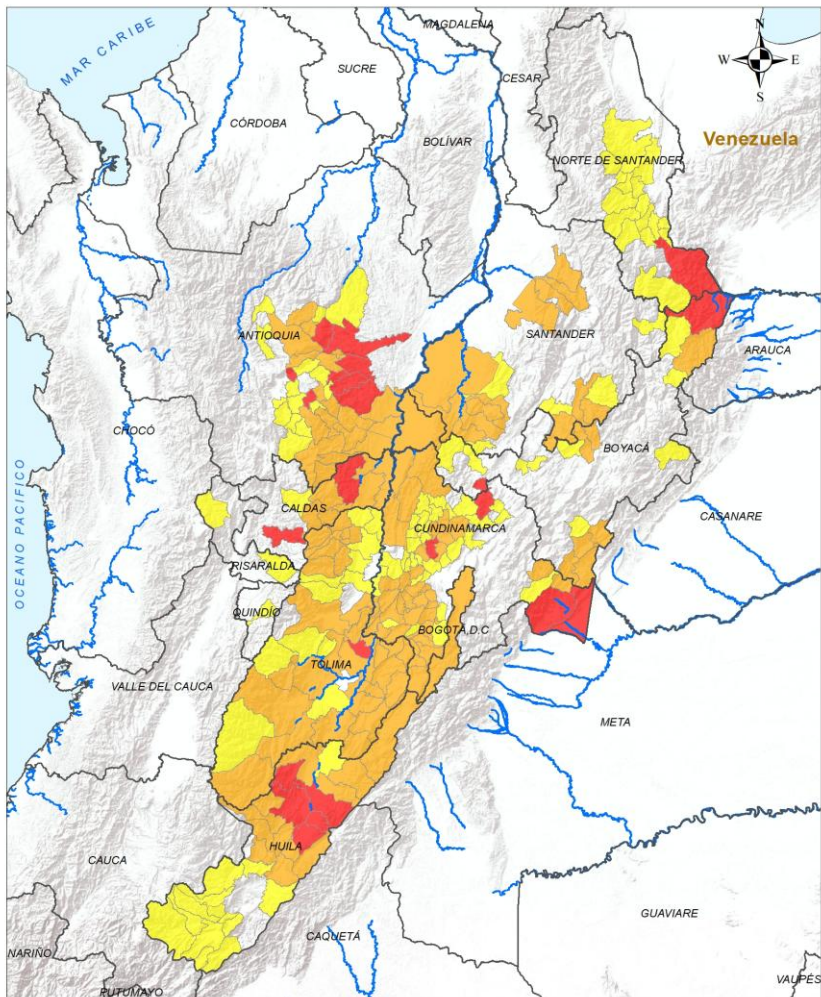 MAGDALENA
MAR CARIBE
N
W E
S
SUCRE
CESAR
CÓRDOBA
BOLÍVAR
Venezuela
NORTE DE SANTANDER
ANTIOQUIA
SANTANDER
ARAUCA
CHOCÓ
BOYACÁ
OCEANO PACIFICO
CALDAS
CUNDINAMARCA
CASANARE
RISARALDA
QUINDÍO
BOGOTÁ, D.C
TOLIMA
VALLE DEL CAUCA
META
HUILA
CAUCA
GUAVIARE
CAQUETÁ
NARIÑO
PUTUMAYO
VAUPÉS